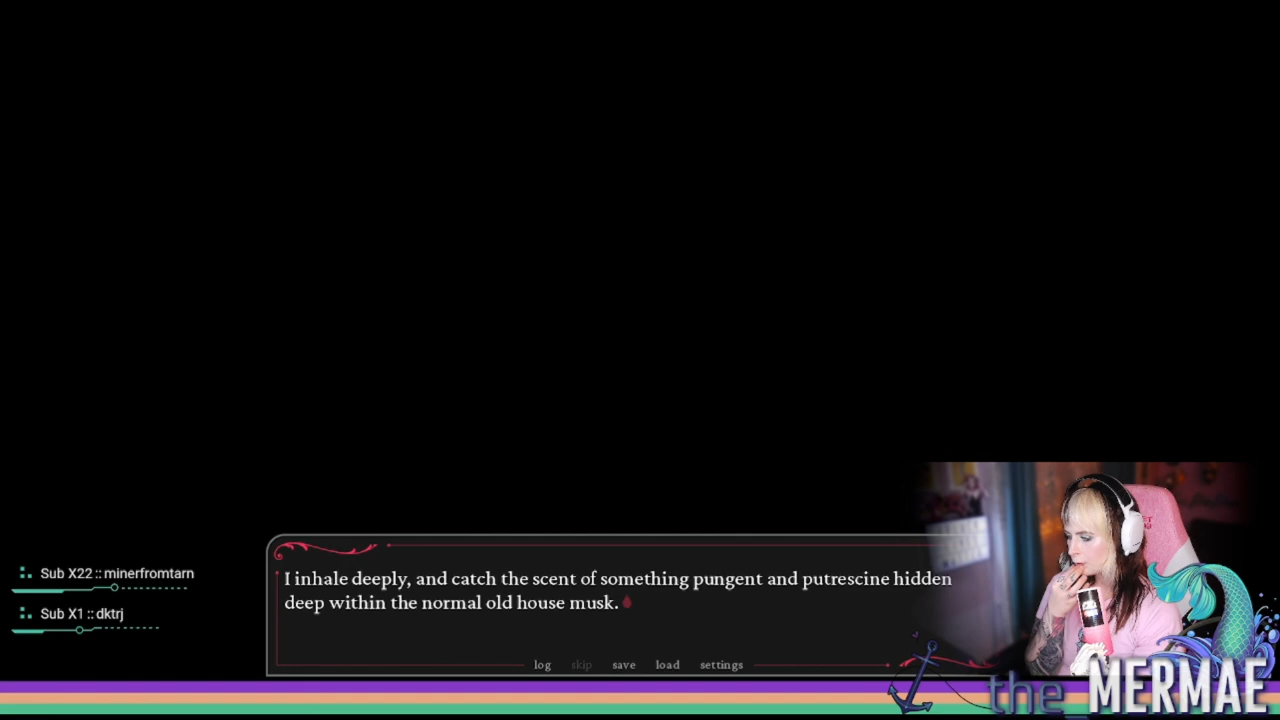 Sub X22 :: minerfromtarn
Sub X1 :: dktrj
I inhale deeply, and catch the scent of something pungent and putrescine hidden
deep within the normal old house musk.
log skip save load settings
the_MERMAE